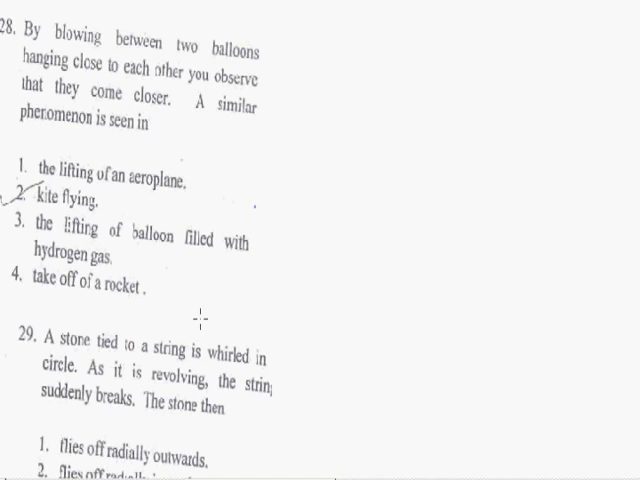 28. By blowing between two balloons
hanging close to each other you observe
that they come closer. A similar
phenomenon is seen in
1. the lifting of an aeroplane.
2. kite flying.
3. the lifting of balloon filled with
hydrogen gas.
4. take off of a rocket.
29. A stone tied to a string is whirled in
circle. As it is revolving, the string
suddenly breaks. The stone then
1. flies off radially outwards.
2. flies off